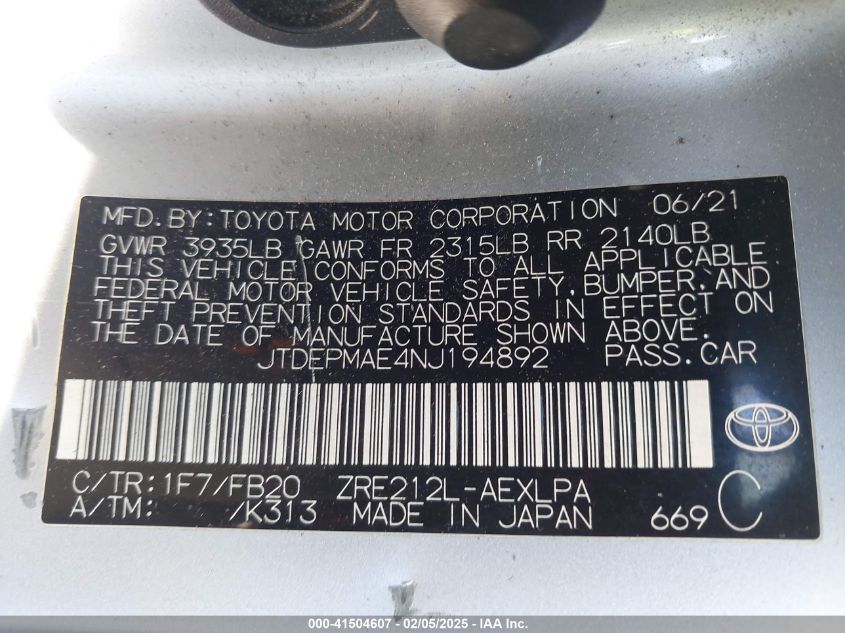 MFD.BY:TOYOTA MOTOR CORPORATION 06/21
GVWR 3935LB GAWR FR 2315LB RR 2140LB
THIS VEHICLE CONFORMS TO ALL APPLICABLE
FEDERAL MOTOR VEHICLE SAFETY, BUMPER, AND
THEFT PREVENTION STANDARDS IN EFFECT ON
THE DATE OF MANUFACTURE SHOWN ABOVE.
JTDEPMAE4NJ194892 PASS.CAR
C/TR:1F7/FB20 ZRE212L-AEXLPA
A/TM: /K313 MADE IN JAPAN 669 C
000-41504607 - 02/05/2025 - IAA Inc.